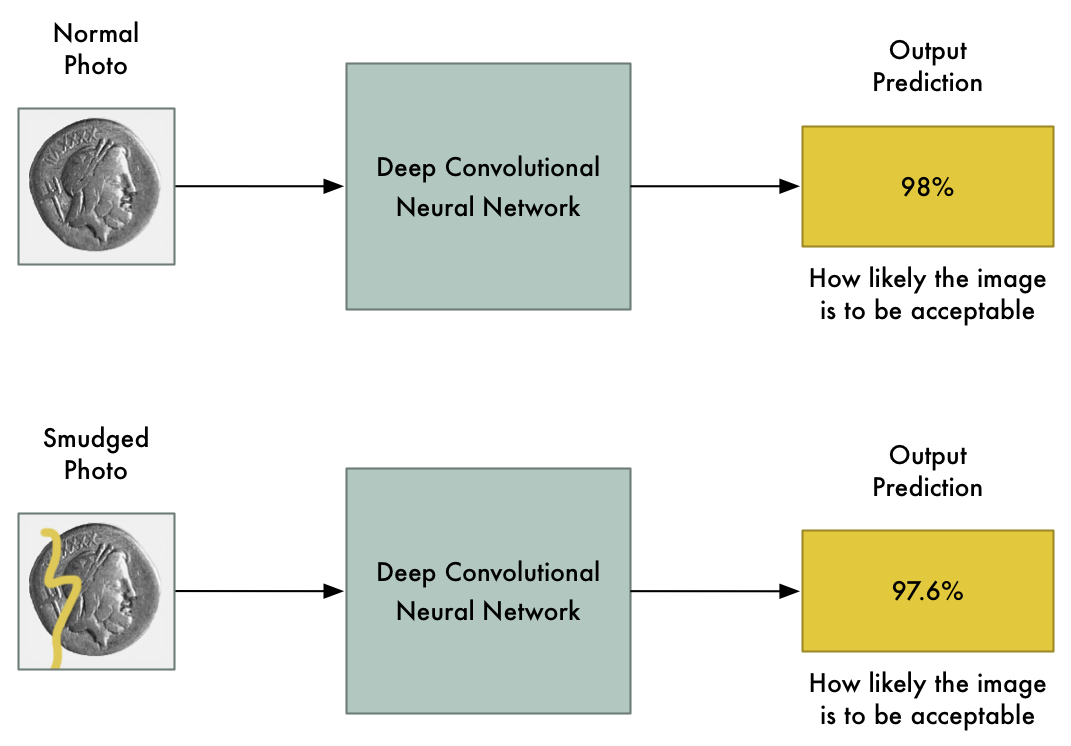 Normal
Photo
Deep Convolutional
Neural Network
Output
Prediction
98%
How likely the image
is to be acceptable
Smudged
Photo
Deep Convolutional
Neural Network
Output
Prediction
97.6%
How likely the image
is to be acceptable